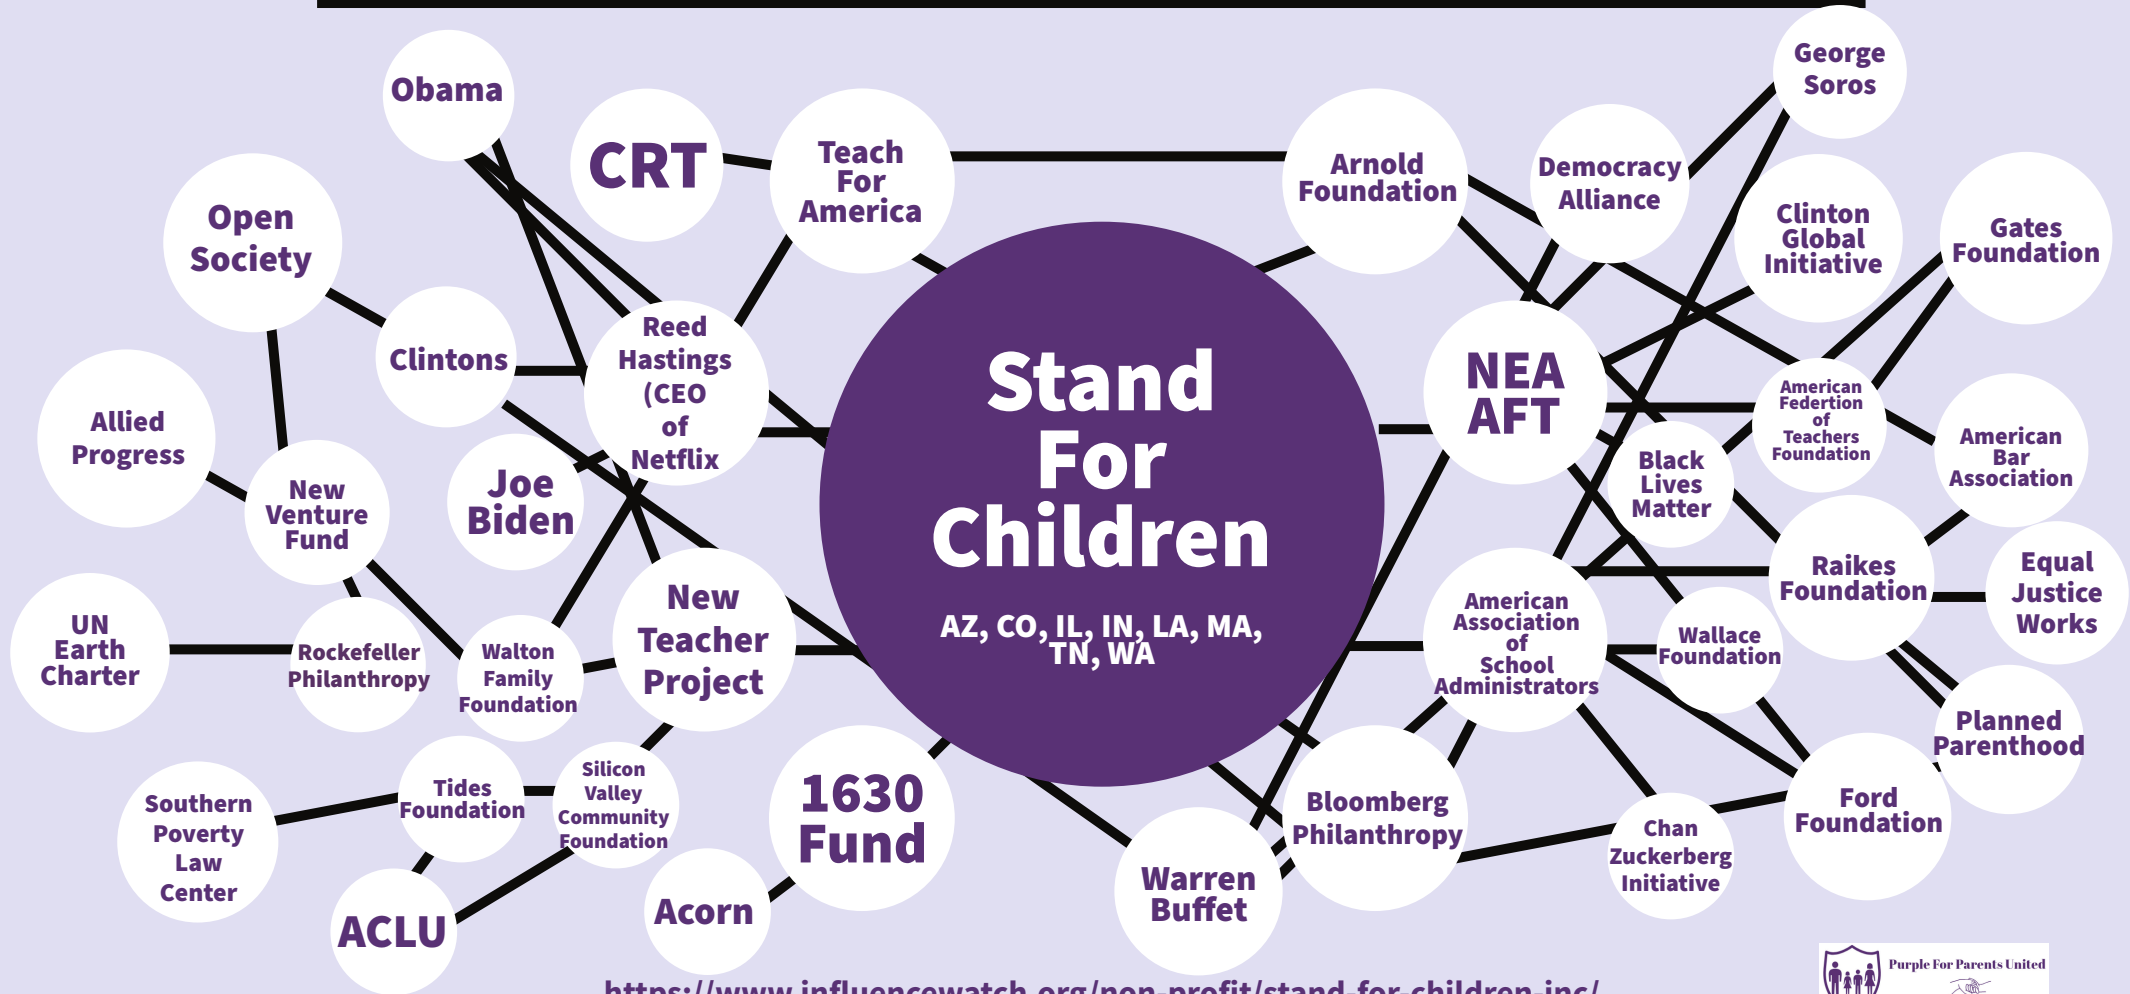 Obama
CRT
Teach
For
America
Arnold
Foundation
Democracy
Alliance
George
Soros
Clinton
Global
Initiative
Gates
Foundation
Open
Society
Clintons
Reed
Hastings
(CEO
of
Netflix
Stand
For
Children
AZ, CO, IL, IN, LA, MA,
TN, WA
NEA
AFT
American
Federtion
of
Teachers
Foundation
American
Bar
Association
Black
Lives
Matter
Allied
Progress
New
Venture
Fund
Joe
Biden
Raikes
Foundation
Equal
Justice
Works
UN
Earth
Charter
Rockefeller
Philanthropy
Walton
Family
Foundation
New
Teacher
Project
American
Association
of
School
Administrators
Wallace
Foundation
Planned
Parenthood
Southern
Poverty
Law
Center
Tides
Foundation
Silicon
Valley
Community
Foundation
1630
Fund
Bloomberg
Philanthropy
Chan
Zuckerberg
Initiative
Ford
Foundation
ACLU
Acorn
Warren
Buffet
https://www.influencewatch.org/non-profit/stand-for-children-inc/
Purple For Parents United